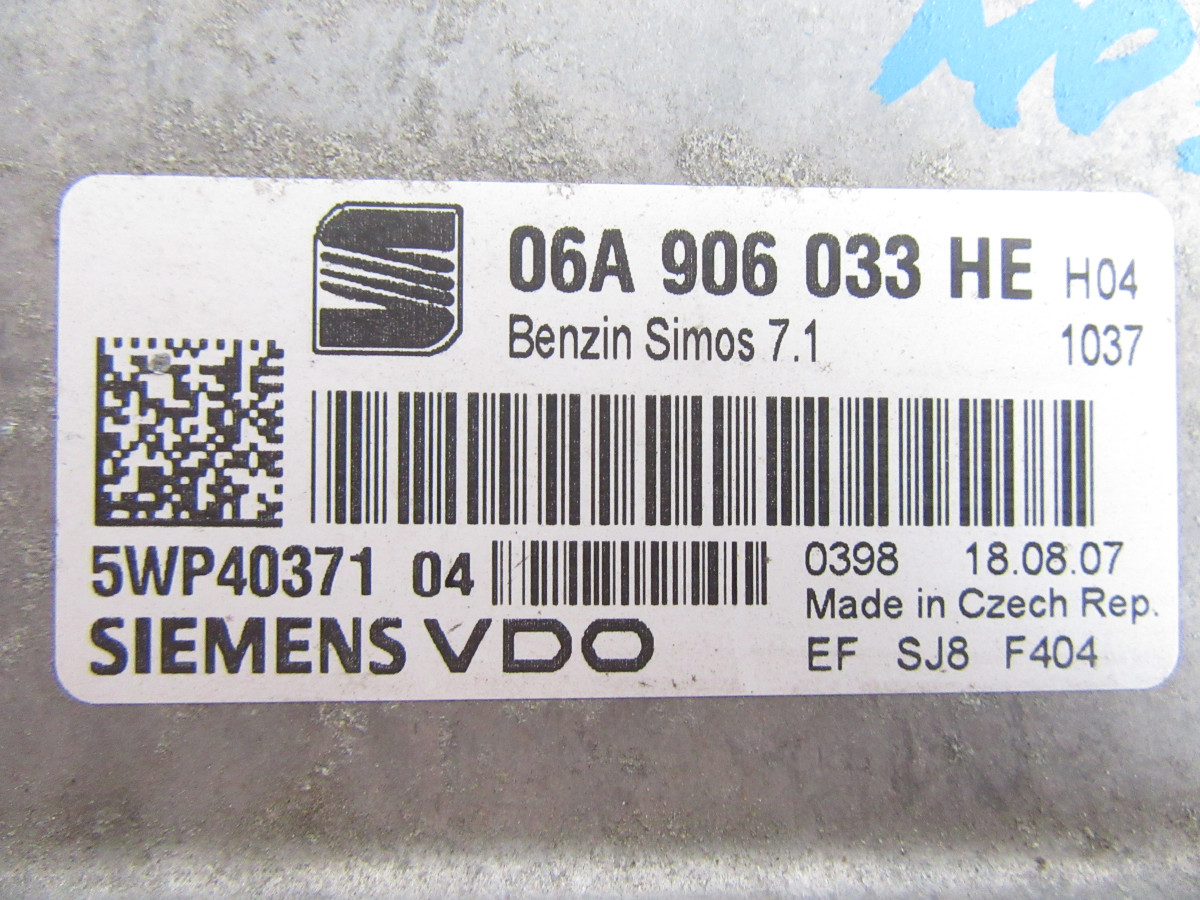 06A 906 033 HE H04
Benzin Simos 7.1 1037
5WP40371 04
0398 18.08.07
Made in Czech Rep.
SIEMENS VDO
EF SJ8 F404